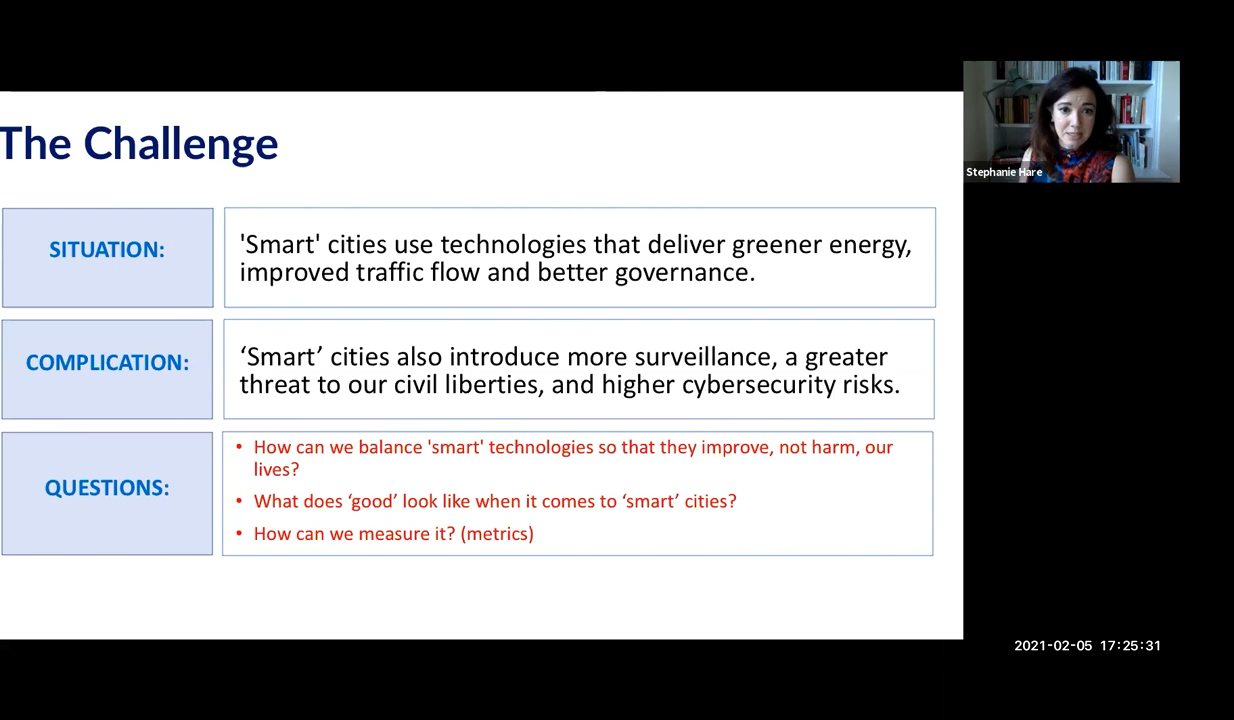 The Challenge
SITUATION:
'Smart' cities use technologies that deliver greener energy,
improved traffic flow and better governance.
COMPLICATION:
‘Smart’ cities also introduce more surveillance, a greater
threat to our civil liberties, and higher cybersecurity risks.
QUESTIONS:
• How can we balance 'smart' technologies so that they improve, not harm, our
lives?
• What does ‘good’ look like when it comes to ‘smart’ cities?
• How can we measure it? (metrics)
Stephanie Hare
2021-02-05 17:25:31